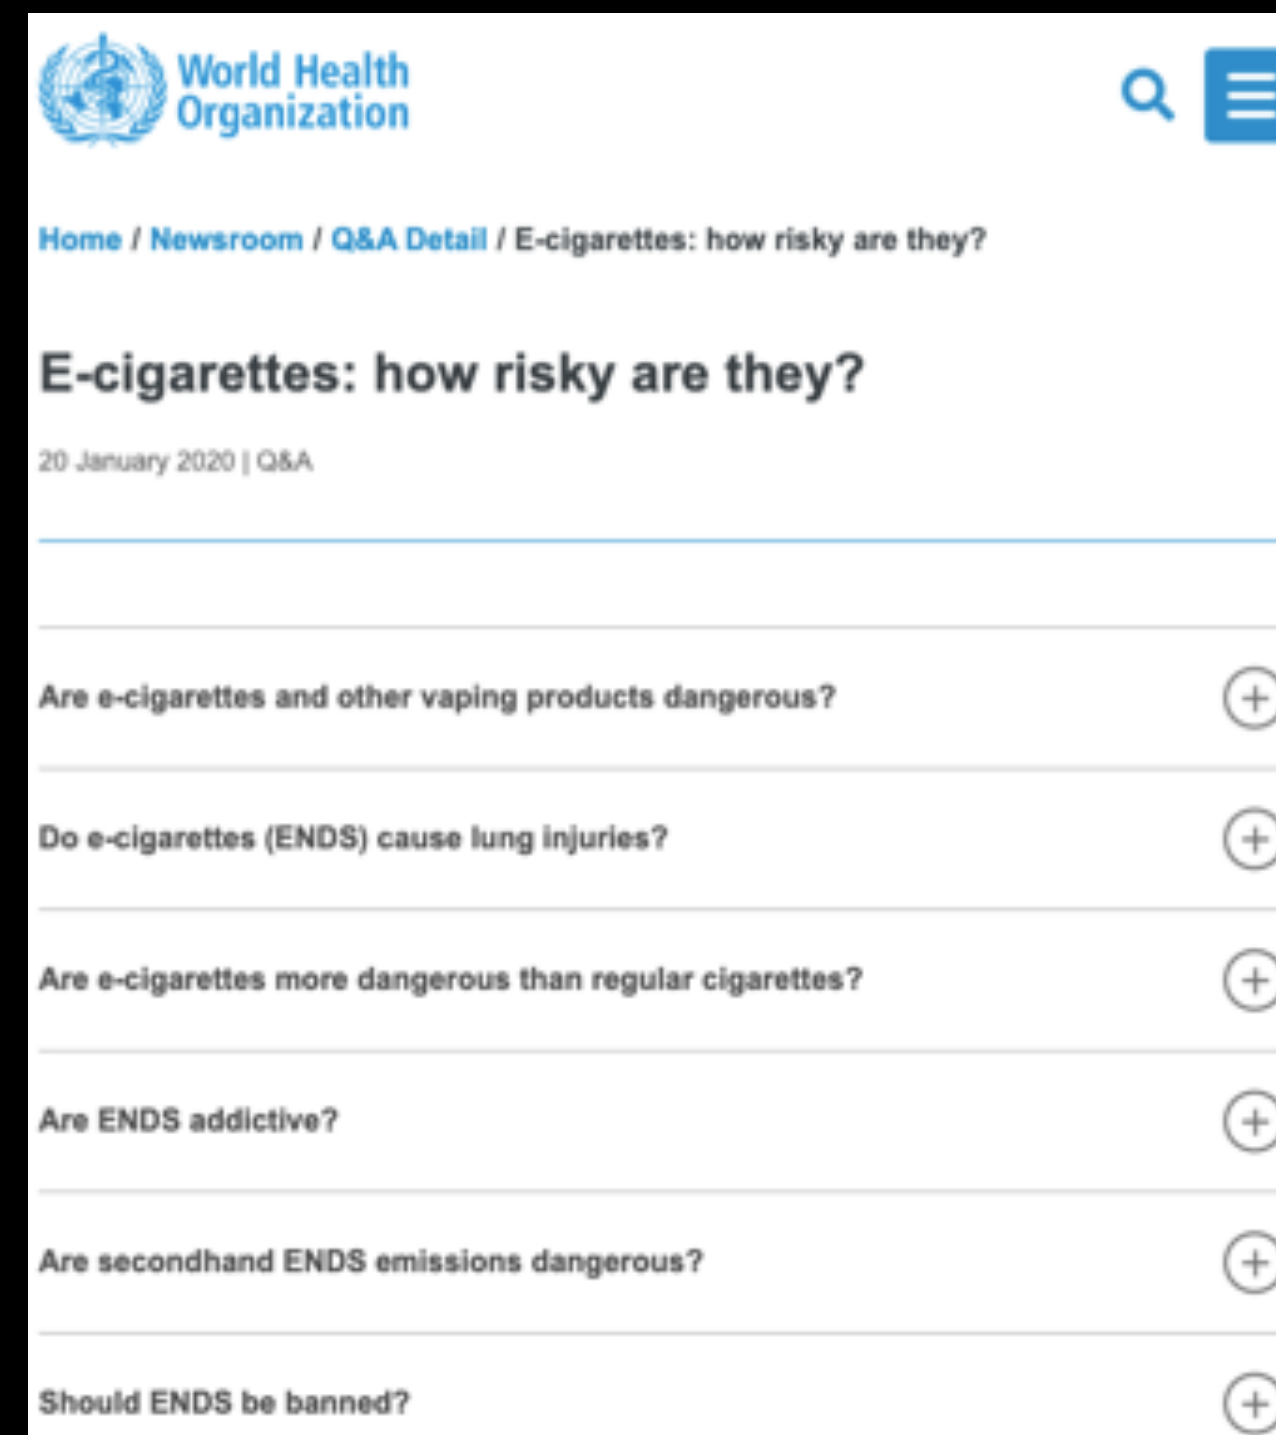 World Health
Organization
Home / Newsroom / Q&A Detail / E-cigarettes: how risky are they?
E-cigarettes: how risky are they?
20 January 2020 | Q&A
Are e-cigarettes and other vaping products dangerous?
Do e-cigarettes (ENDS) cause lung injuries?
Are e-cigarettes more dangerous than regular cigarettes?
Are ENDS addictive?
Are secondhand ENDS emissions dangerous?
Should ENDS be banned?